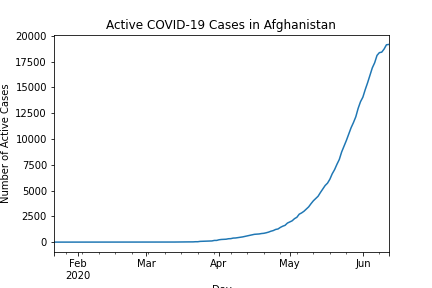 Active COVID-19 Cases in Afghanistan
20000
17500
15000
12500
10000
7500
5000
2500
0
Number of Active Cases
Feb
2020
Mar
Apr
May
Jun